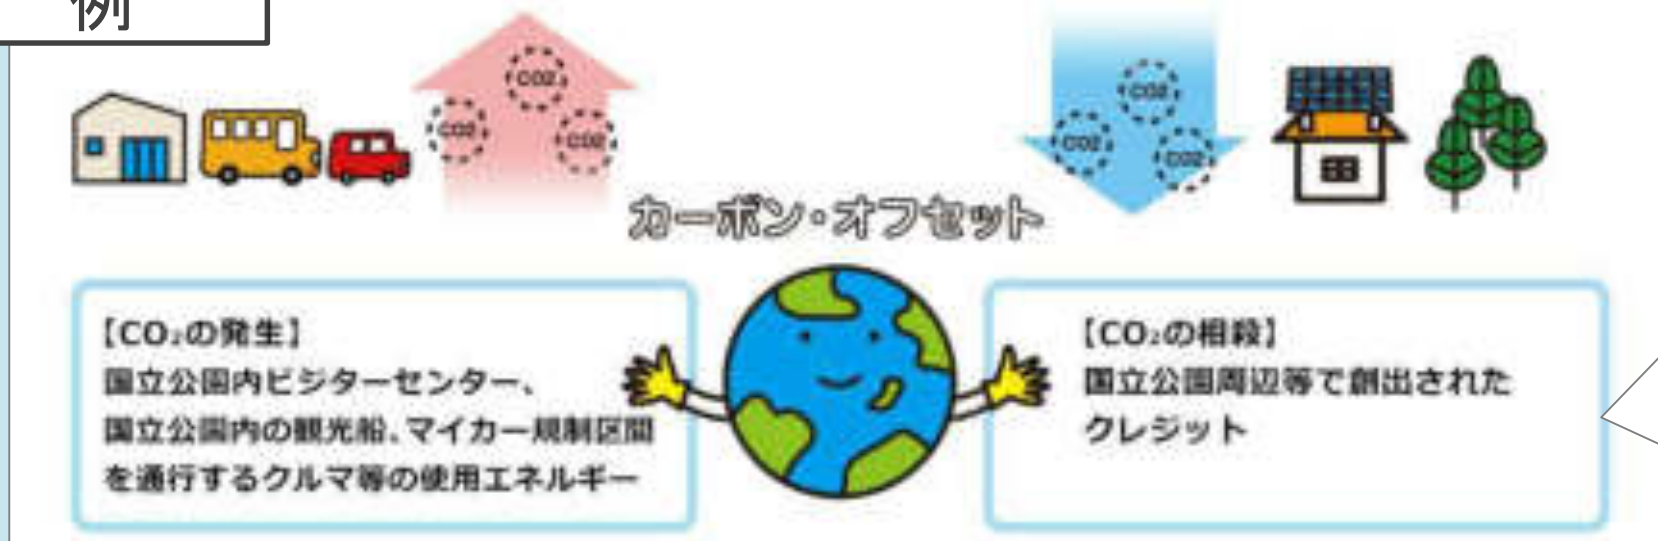 例
CO2
CO2
CO2
CO2
CO2
CO2
カーボン・オフセット
【CO₂の発生】
国立公園内ビジターセンター、
国立公園内の観光船、マイカー規制区間
を通行するクルマ等の使用エネルギー
【CO₂の相殺】
国立公園周辺等で創出された
クレジット